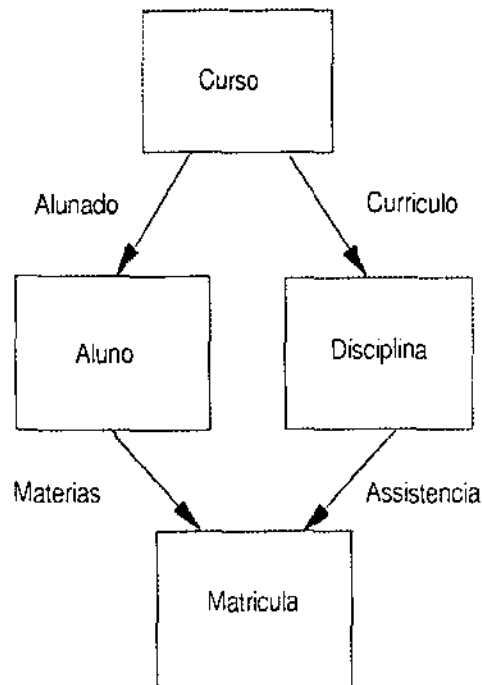 Curso
Alunado
Curriculo
Aluno
Disciplina
Materias
Assistencia
Matricula